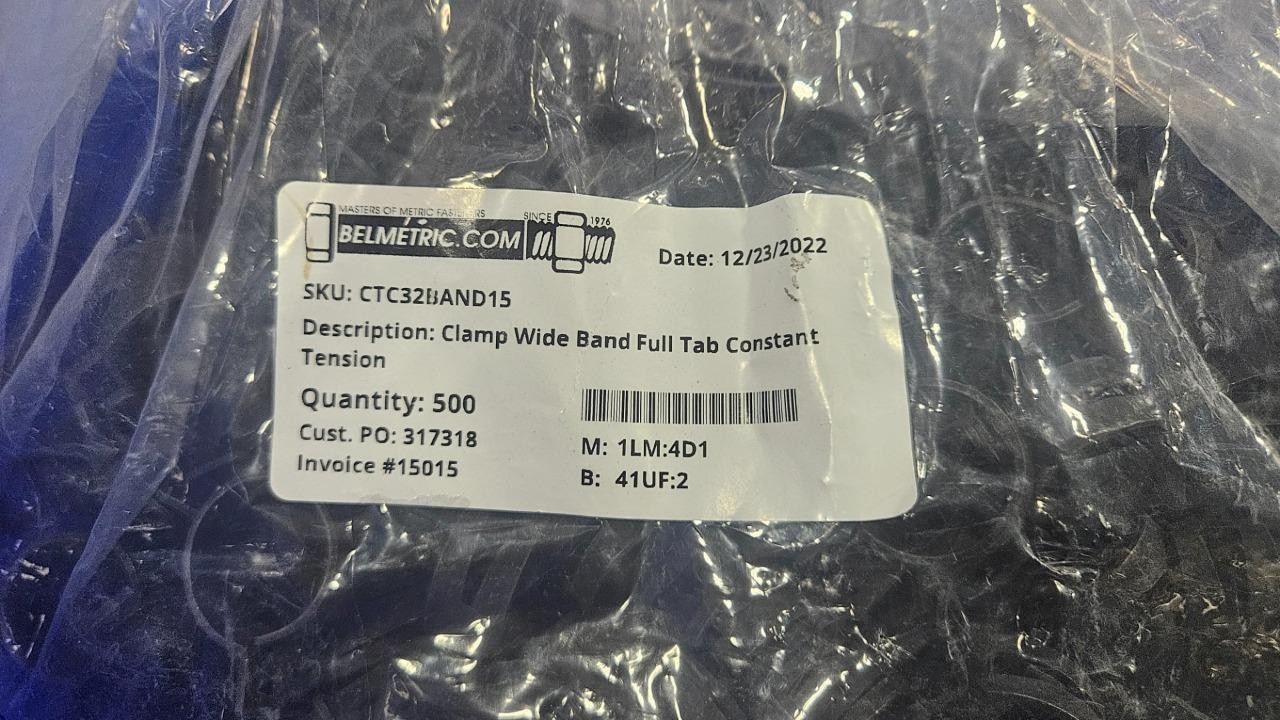 MASTERS OF METRIC FASTENERS
SINCE 1976
BELMETRIC.COM
Date: 12/23/2022
SKU: CTC32BAND15
Description: Clamp Wide Band Full Tab Constant
Tension
Quantity: 500
Cust. PO: 317318
Invoice #15015
M: 1LM:4D1
B: 41UF:2